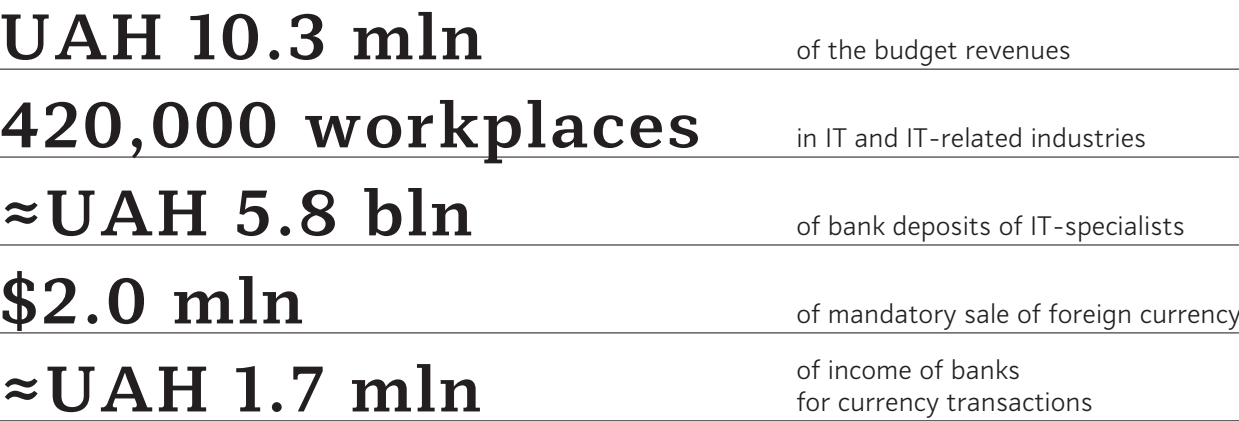 UAH 10.3 mln of the budget revenues
420,000 workplaces in IT and IT-related industries
≈UAH 5.8 bln of bank deposits of IT-specialists
$2.0 mln of mandatory sale of foreign currency
≈UAH 1.7 mln of income of banks
for currency transactions